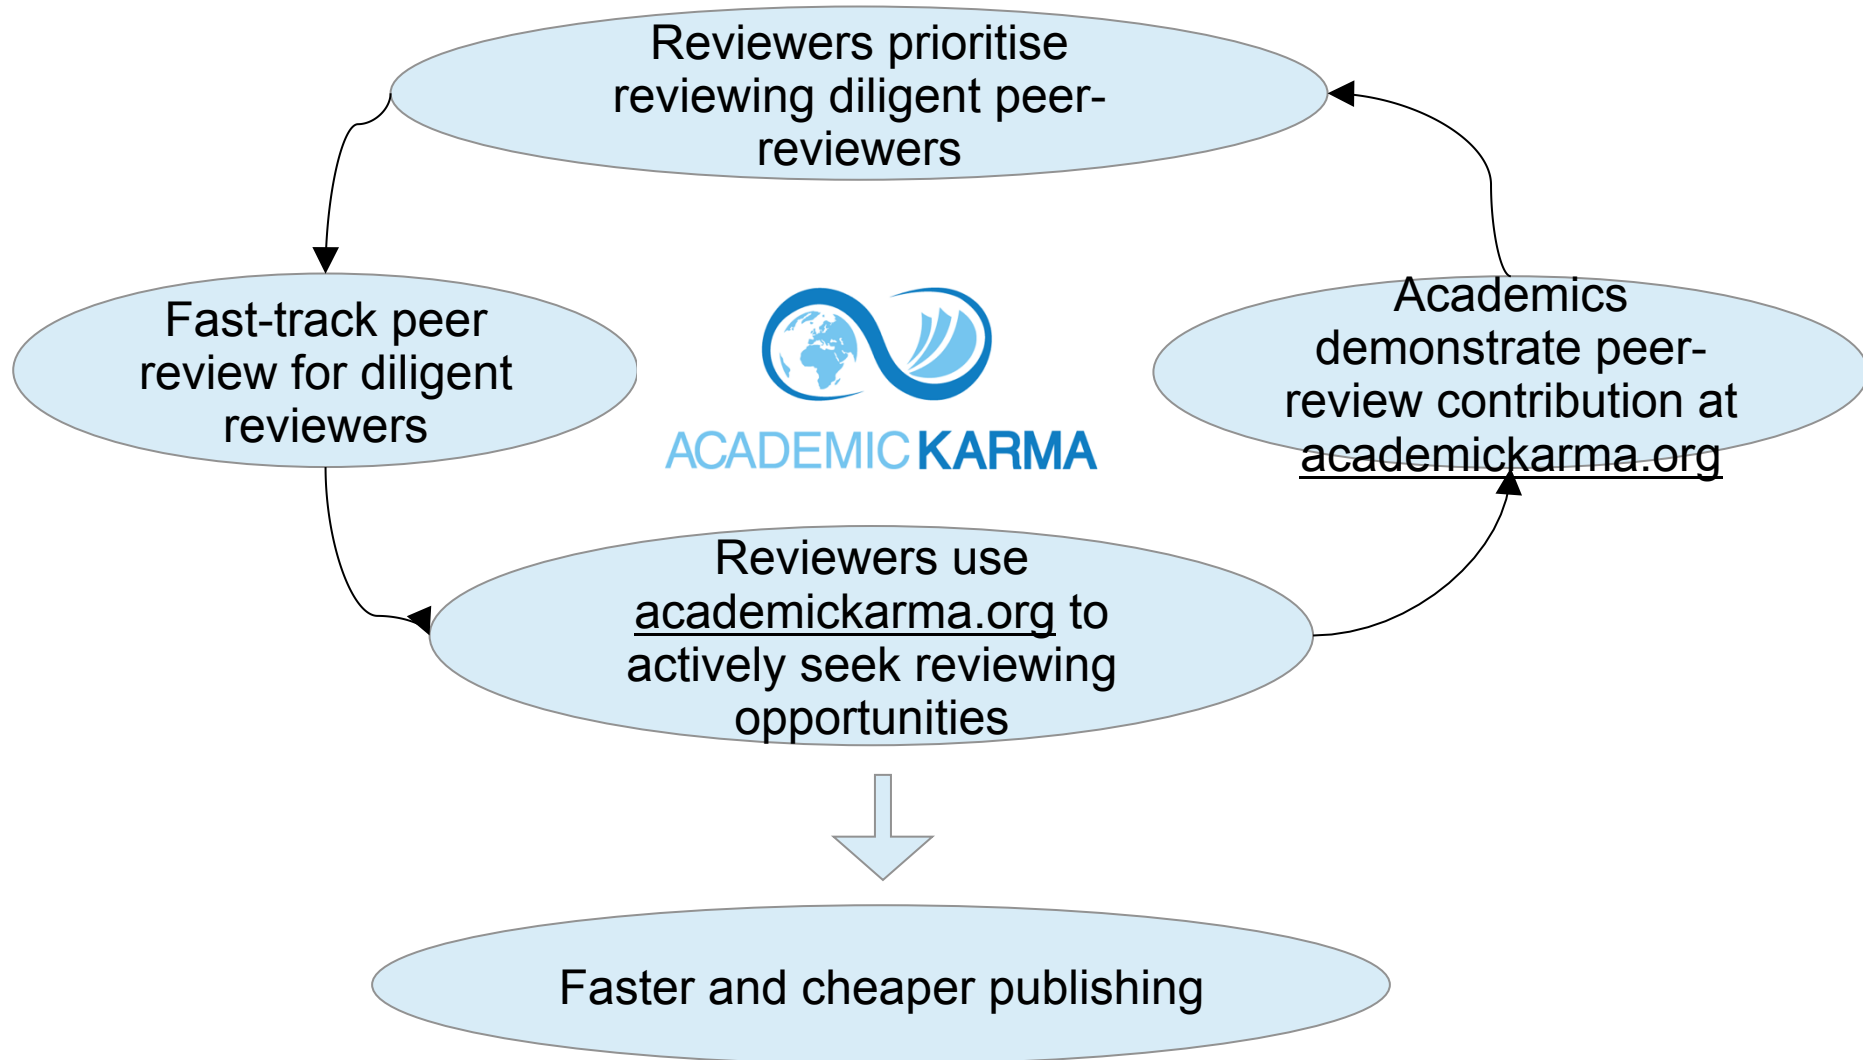 Reviewers prioritise
reviewing diligent peer-
reviewers
Fast-track peer
review for diligent
reviewers
ACADEMIC KARMA
Academics
demonstrate peer-
review contribution at
academickarma.org
Reviewers use
academickarma.org to
actively seek reviewing
opportunities
Faster and cheaper publishing